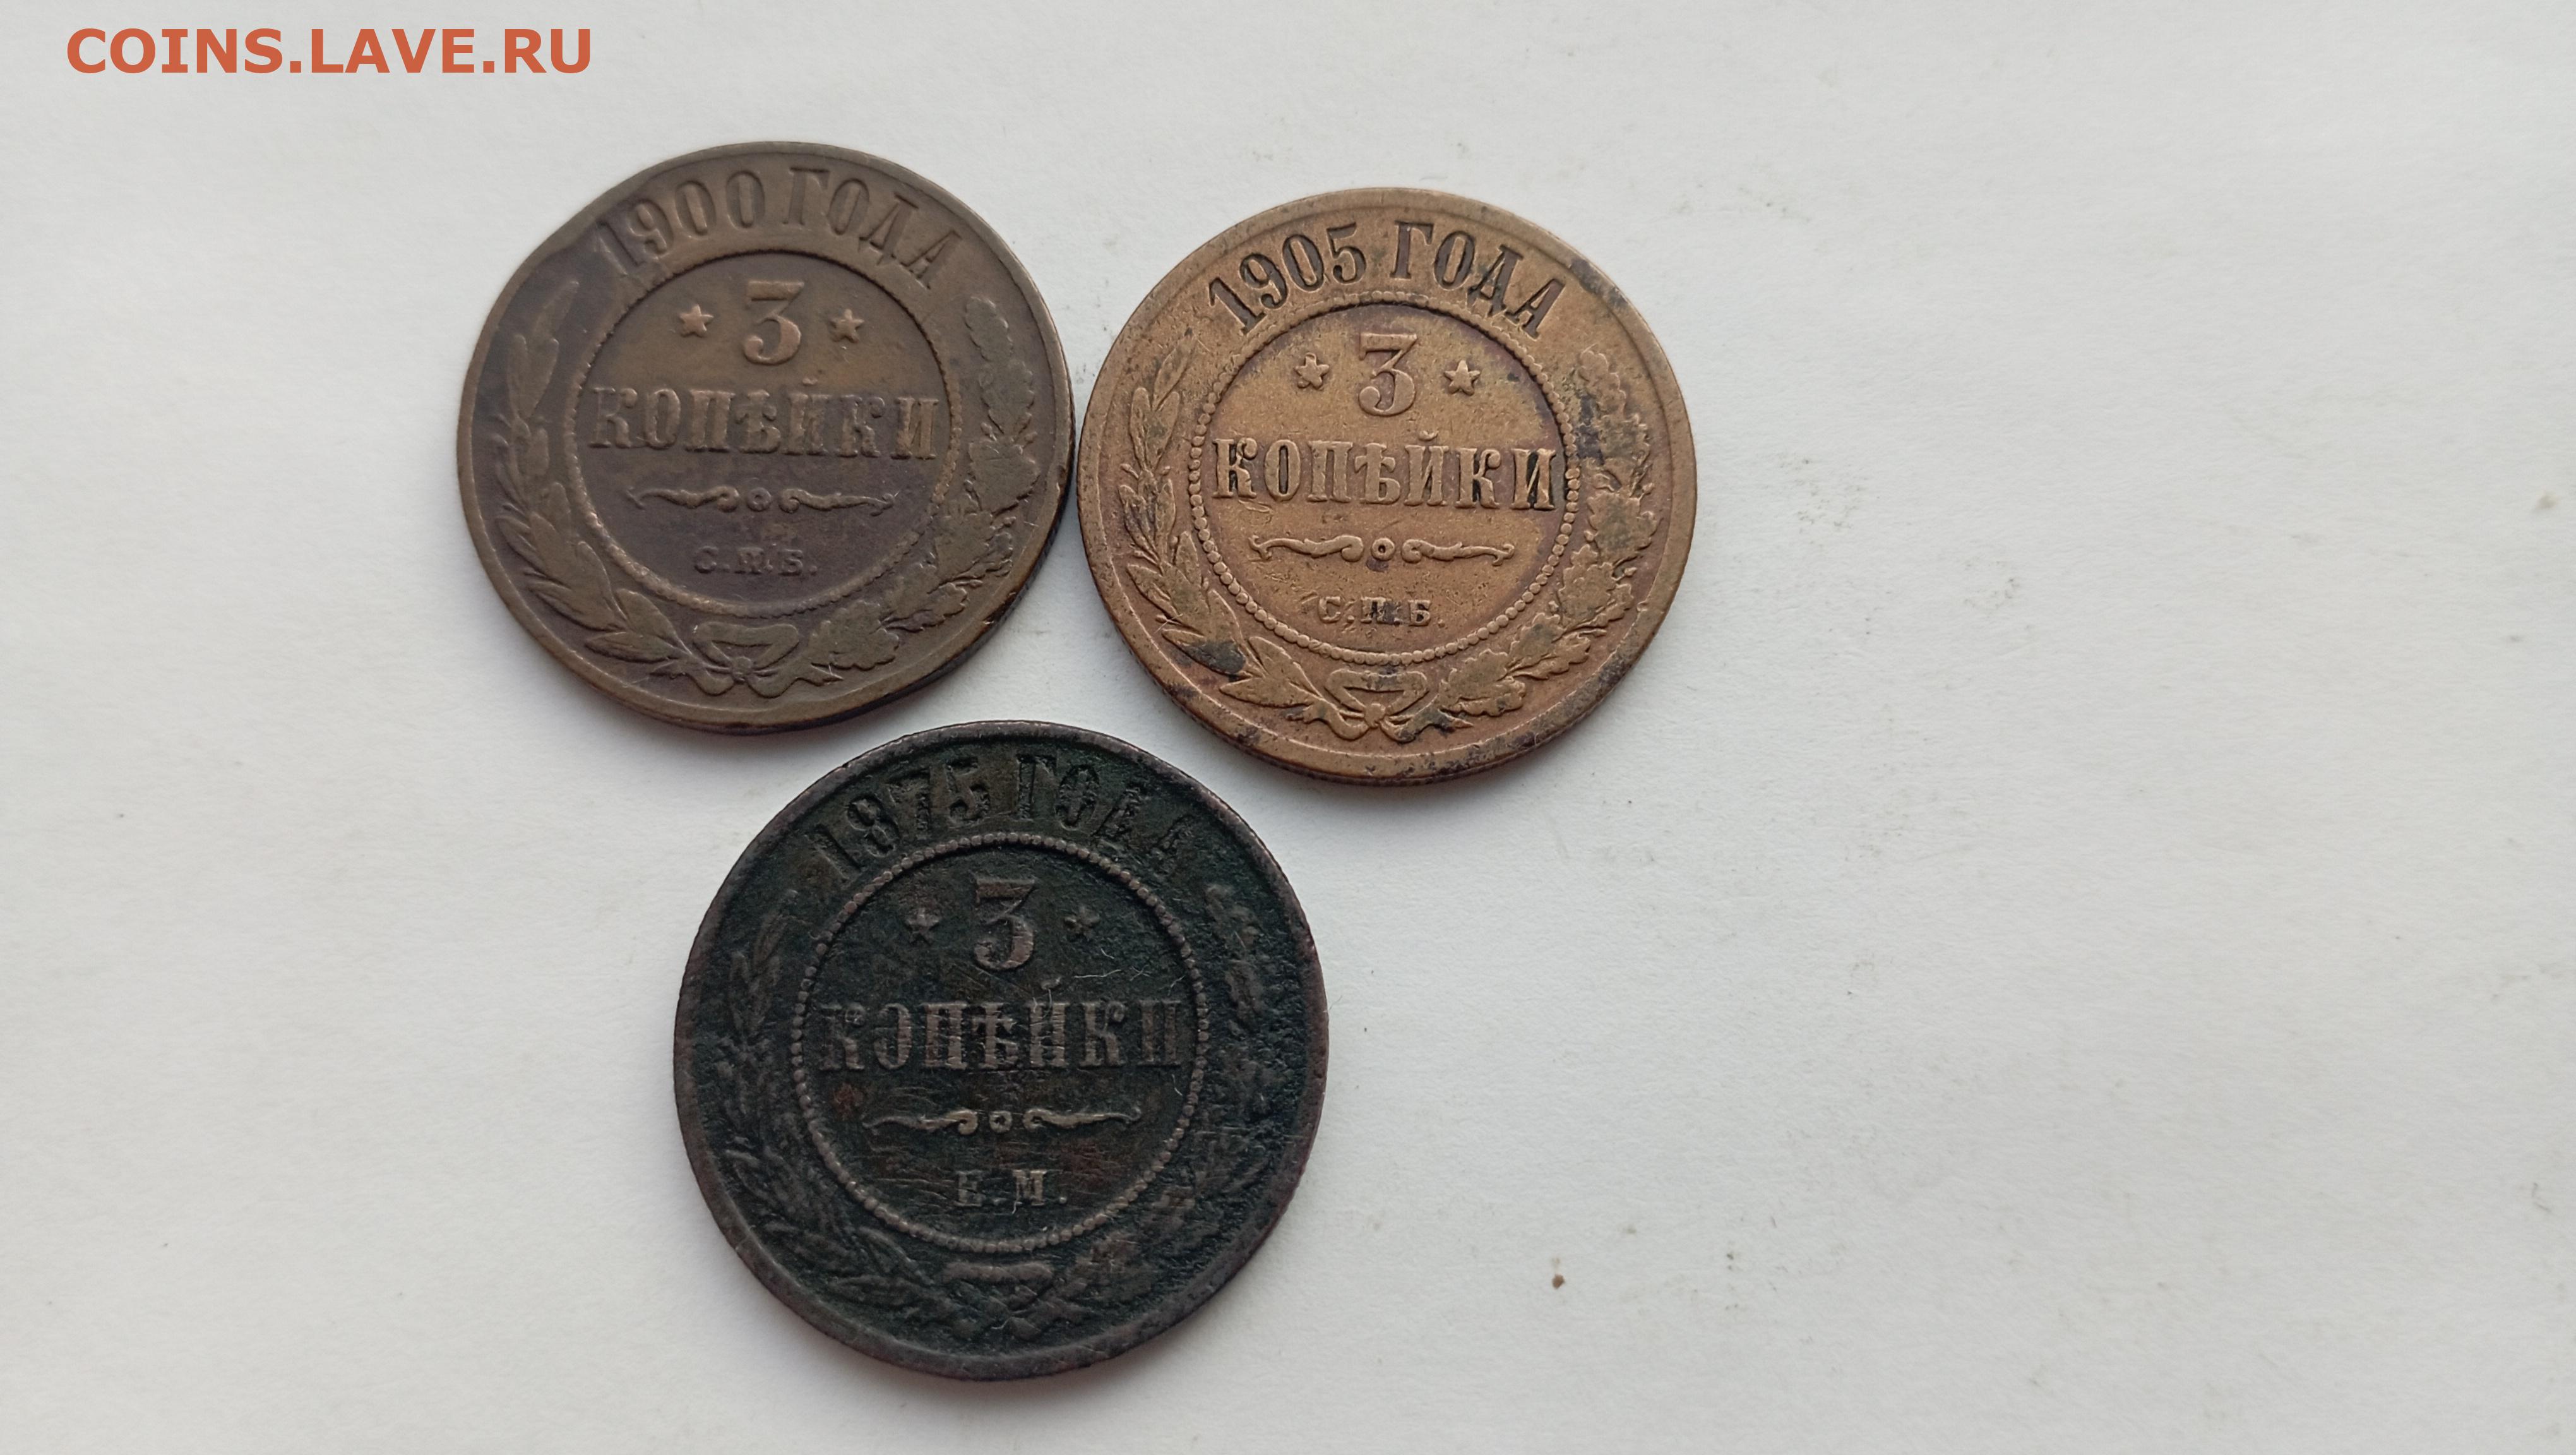 COINS.LAVE.RU
1900 ГОДА
3
КОПѢЙКИ
С.П.Б.
1905 ГОДА
3
КОПѢЙКИ
С.П.Б.
1875 ГОДА
3
КОПѢЙКИ
Е.М.